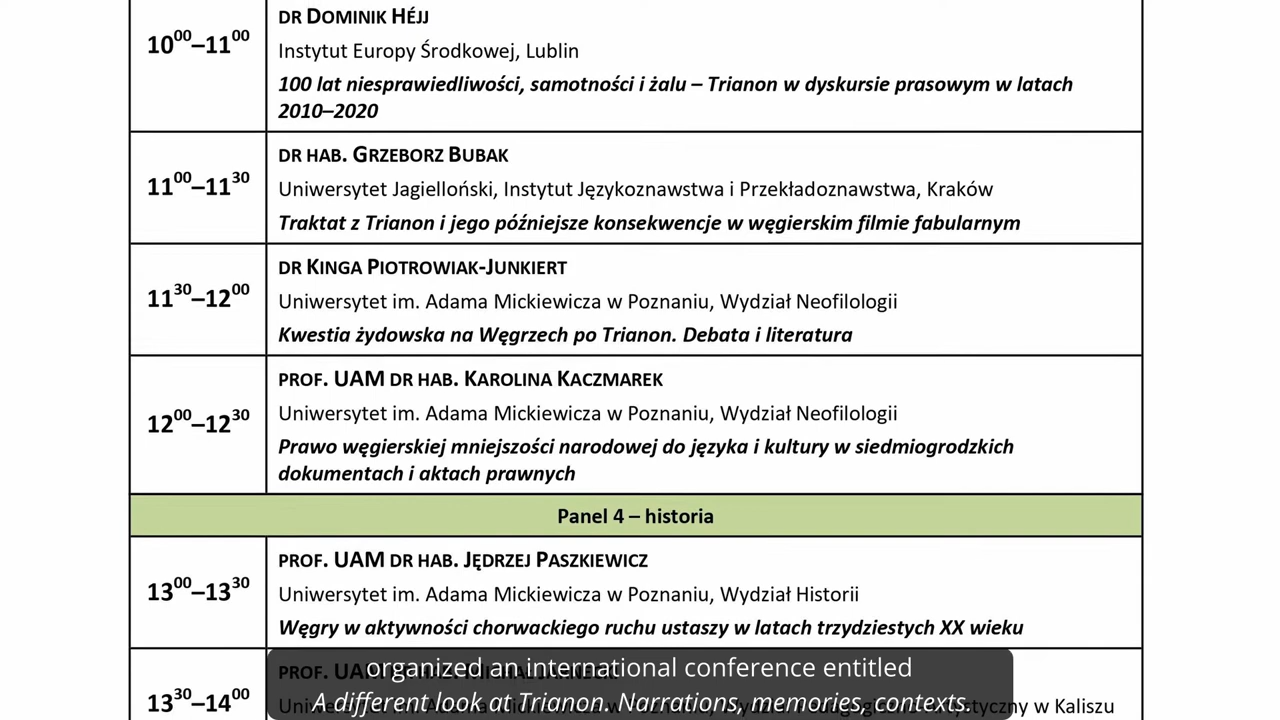 DR DOMINIK HÉJJ
10⁰⁰–11⁰⁰
Instytut Europy Środkowej, Lublin
100 lat niesprawiedliwości, samotności i żalu – Trianon w dyskursie prasowym w latach
2010–2020
DR HAB. GRZEBORZ BUBAK
11⁰⁰–11³⁰
Uniwersytet Jagielloński, Instytut Językoznawstwa i Przekładoznawstwa, Kraków
Traktat z Trianon i jego późniejsze konsekwencje w węgierskim filmie fabularnym
DR KINGA PIOTROWIAK-JUNKIERT
11³⁰–12⁰⁰
Uniwersytet im. Adama Mickiewicza w Poznaniu, Wydział Neofilologii
Kwestia żydowska na Węgrzech po Trianon. Debata i literatura
PROF. UAM DR HAB. KAROLINA KACZMAREK
12⁰⁰–12³⁰
Uniwersytet im. Adama Mickiewicza w Poznaniu, Wydział Neofilologii
Prawo węgierskiej mniejszości narodowej do języka i kultury w siedmiogrodzkich
dokumentach i aktach prawnych
Panel 4 – historia
PROF. UAM DR HAB. JĘDRZEJ PASZKIEWICZ
13⁰⁰–13³⁰
Uniwersytet im. Adama Mickiewicza w Poznaniu, Wydział Historii
Węgry w aktywności chorwackiego ruchu ustaszy w latach trzydziestych XX wieku
PROF. UAM
13³⁰–14⁰⁰
Uniwersytet im. Adama Mickiewicza w w Kaliszu
organized an international conference entitled
A different look at Trianon. Narrations, memories, contexts.